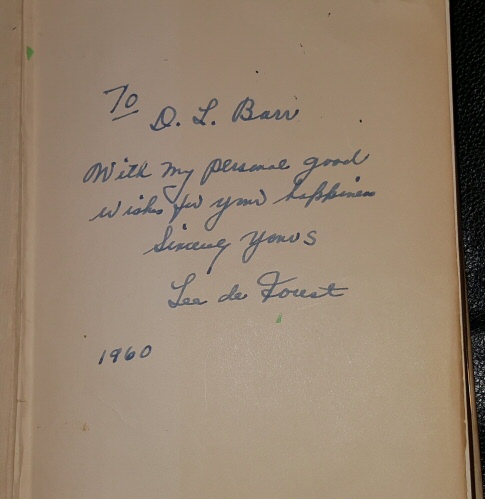 To
D. L. Barr
With my personal good
wishes for your happiness
Sincerely yours
Lee de Forest
1960